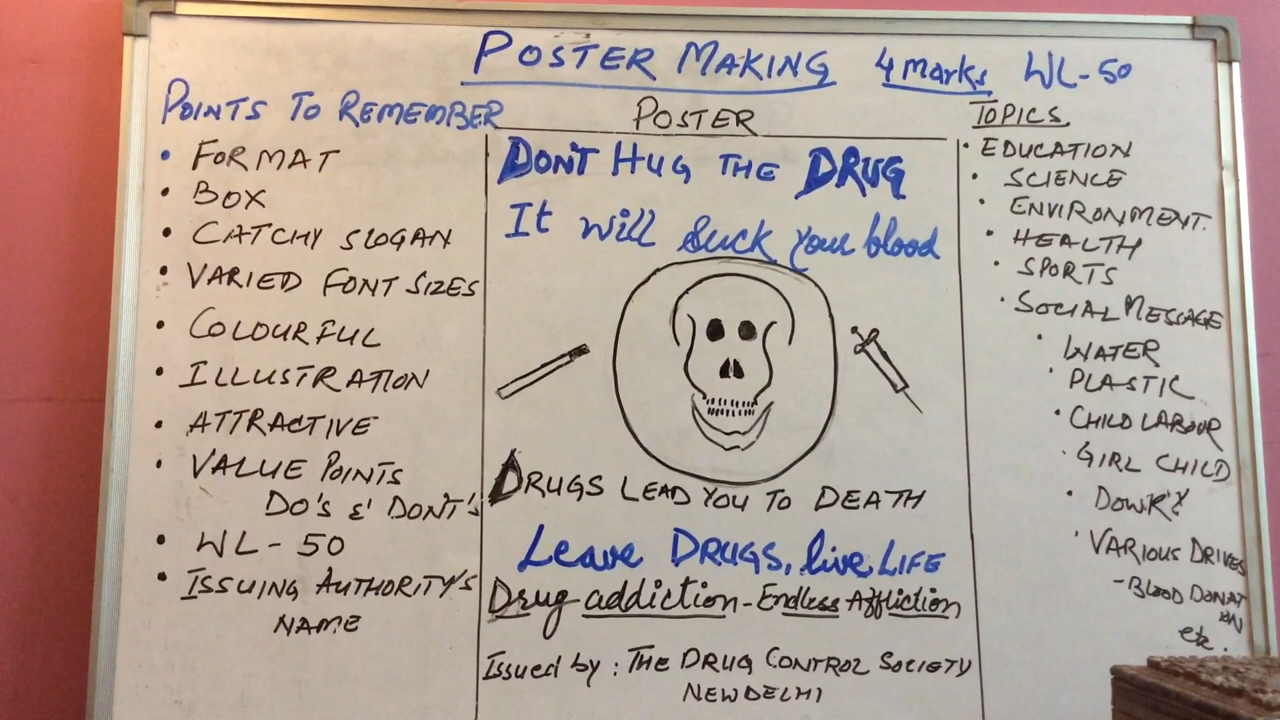 POSTER MAKING 4 marks WL-50
POINTS TO REMEMBER
• FORMAT
• BOX
• CATCHY SLOGAN
• VARIED FONT SIZES
• COLOURFUL
• ILLUSTRATION
• ATTRACTIVE
• VALUE POINTS
DO'S & DON'T'S
• WL-50
• ISSUING AUTHORITY'S
NAME
POSTER
DON'T HUG THE DRUG
It will suck your blood
DRUGS LEAD YOU TO DEATH
Leave DRUGS, live LIFE
Drug addiction - Endless Affliction
Issued by : THE DRUG CONTROL SOCIETY
NEW DELHI
TOPICS
• EDUCATION
• SCIENCE
• ENVIRONMENT.
• HEALTH
• SPORTS
• SOCIAL MESSAGE
• WATER
• PLASTIC
• CHILD LABOUR
• GIRL CHILD
• DOWRY
• VARIOUS DRIVES
- BLOOD DONAT
ION
etc.